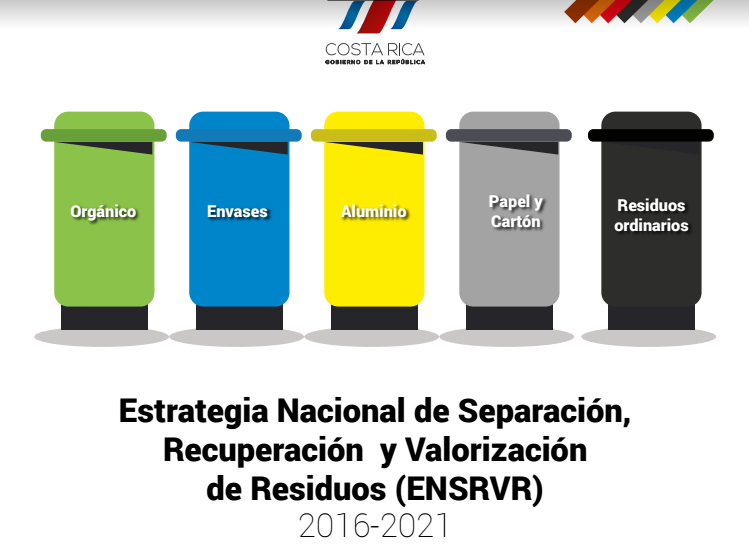 COSTA RICA
GOBIERNO DE LA REPÚBLICA
Orgánico
Envases
Aluminio
Papel y
Cartón
Residuos
ordinarios
Estrategia Nacional de Separación,
Recuperación y Valorización
de Residuos (ENSRVR)
2016-2021